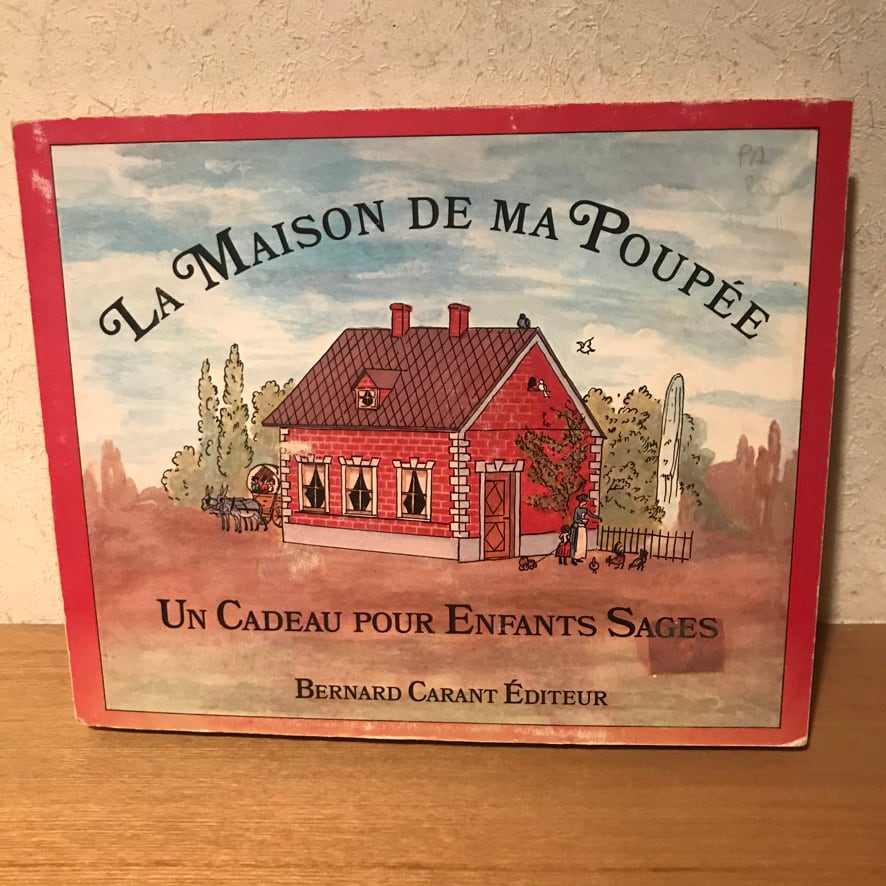 La Maison de ma Poupée
Un Cadeau pour Enfants Sages
Bernard Carant Éditeur